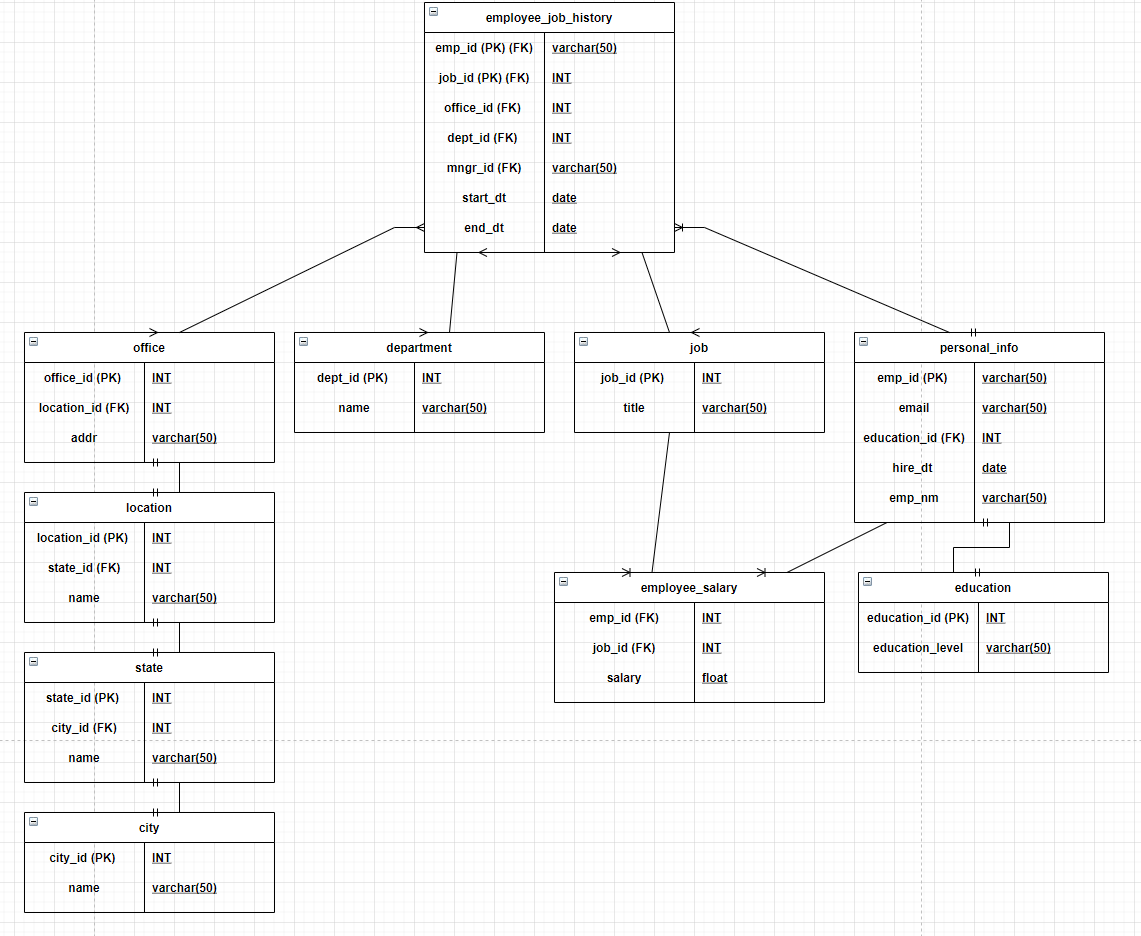 employee_job_history
emp_id (PK) (FK) varchar(50)
job_id (PK) (FK) INT
office_id (FK) INT
dept_id (FK) INT
mngr_id (FK) varchar(50)
start_dt date
end_dt date
office
office_id (PK) INT
location_id (FK) INT
addr varchar(50)
department
dept_id (PK) INT
name varchar(50)
job
job_id (PK) INT
title varchar(50)
personal_info
emp_id (PK) varchar(50)
email varchar(50)
education_id (FK) INT
hire_dt date
emp_nm varchar(50)
location
location_id (PK) INT
state_id (FK) INT
name varchar(50)
employee_salary
emp_id (FK) INT
job_id (FK) INT
salary float
education
education_id (PK) INT
education_level varchar(50)
state
state_id (PK) INT
city_id (FK) INT
name varchar(50)
city
city_id (PK) INT
name varchar(50)